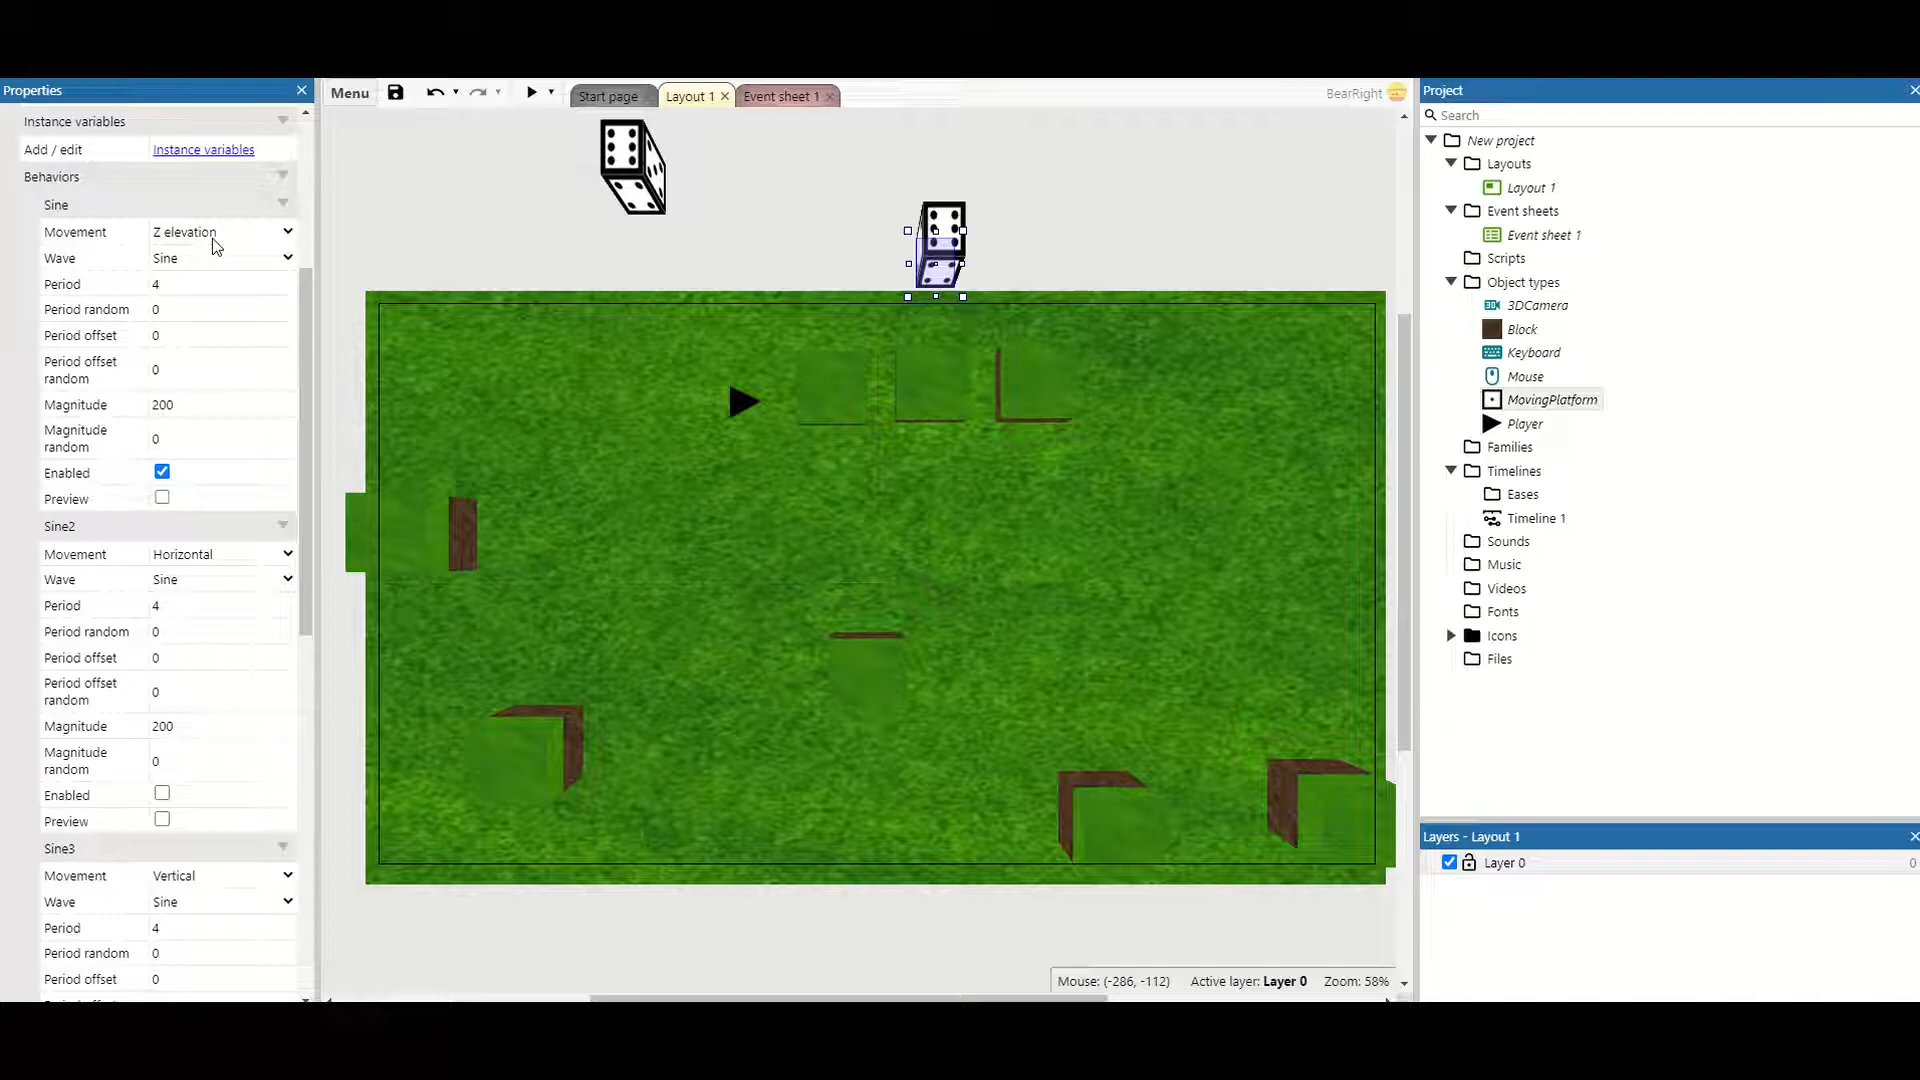 Properties
Instance variables
Add / edit Instance variables
Behaviors
Sine
Movement Z elevation
Wave Sine
Period 4
Period random 0
Period offset 0
Period offset
random 0
Magnitude 200
Magnitude
random 0
Enabled
Preview
Sine2
Movement Horizontal
Wave Sine
Period 4
Period random 0
Period offset 0
Period offset
random 0
Magnitude 200
Magnitude
random 0
Enabled
Preview
Sine3
Movement Vertical
Wave Sine
Period 4
Period random 0
Period offset 0
Menu Start page Layout 1 Event sheet 1 BearRight
Mouse: (-286, -112) Active layer: Layer 0 Zoom: 58%
Project
Search
New project
Layouts
Layout 1
Event sheets
Event sheet 1
Scripts
Object types
3DCamera
Block
Keyboard
Mouse
MovingPlatform
Player
Families
Timelines
Eases
Timeline 1
Sounds
Music
Videos
Fonts
Icons
Files
Layers - Layout 1
Layer 0 0